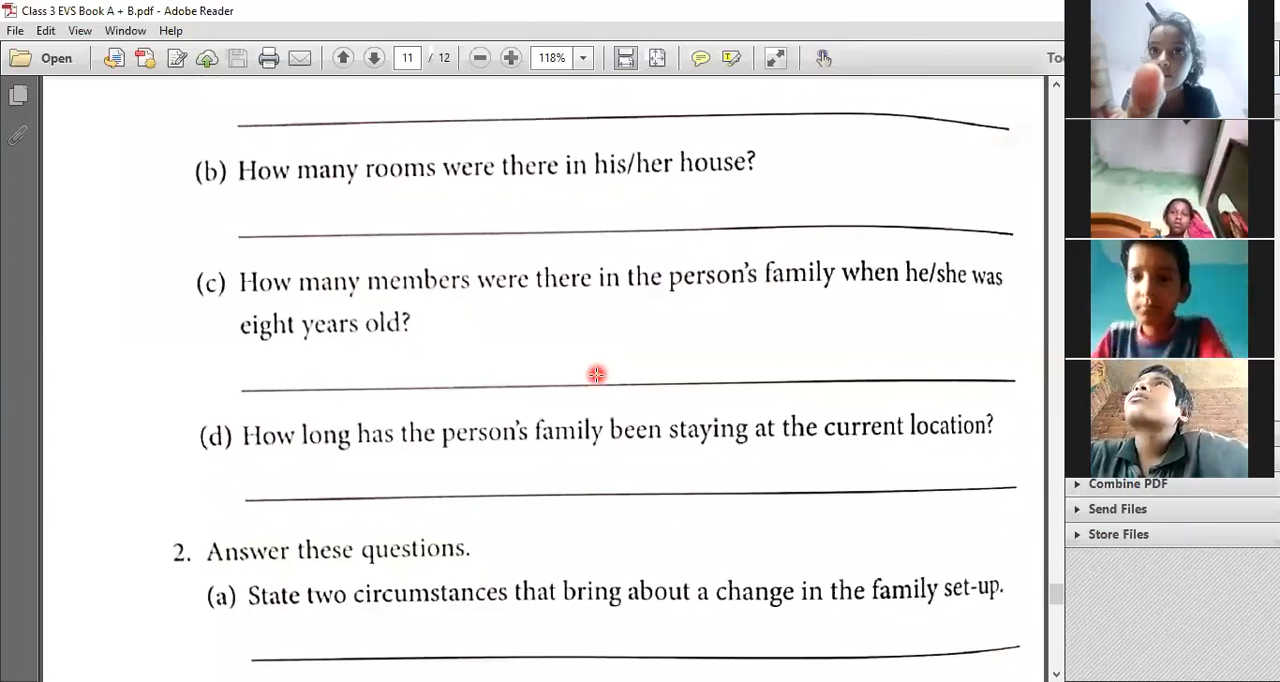 Class 3 EVS Book A + B.pdf - Adobe Reader
File Edit View Window Help
Open 11 / 12 118% To
(b) How many rooms were there in his/her house?
(c) How many members were there in the person's family when he/she was
eight years old?
(d) How long has the person's family been staying at the current location?
2. Answer these questions.
(a) State two circumstances that bring about a change in the family set-up.
Combine PDF
Send Files
Store Files